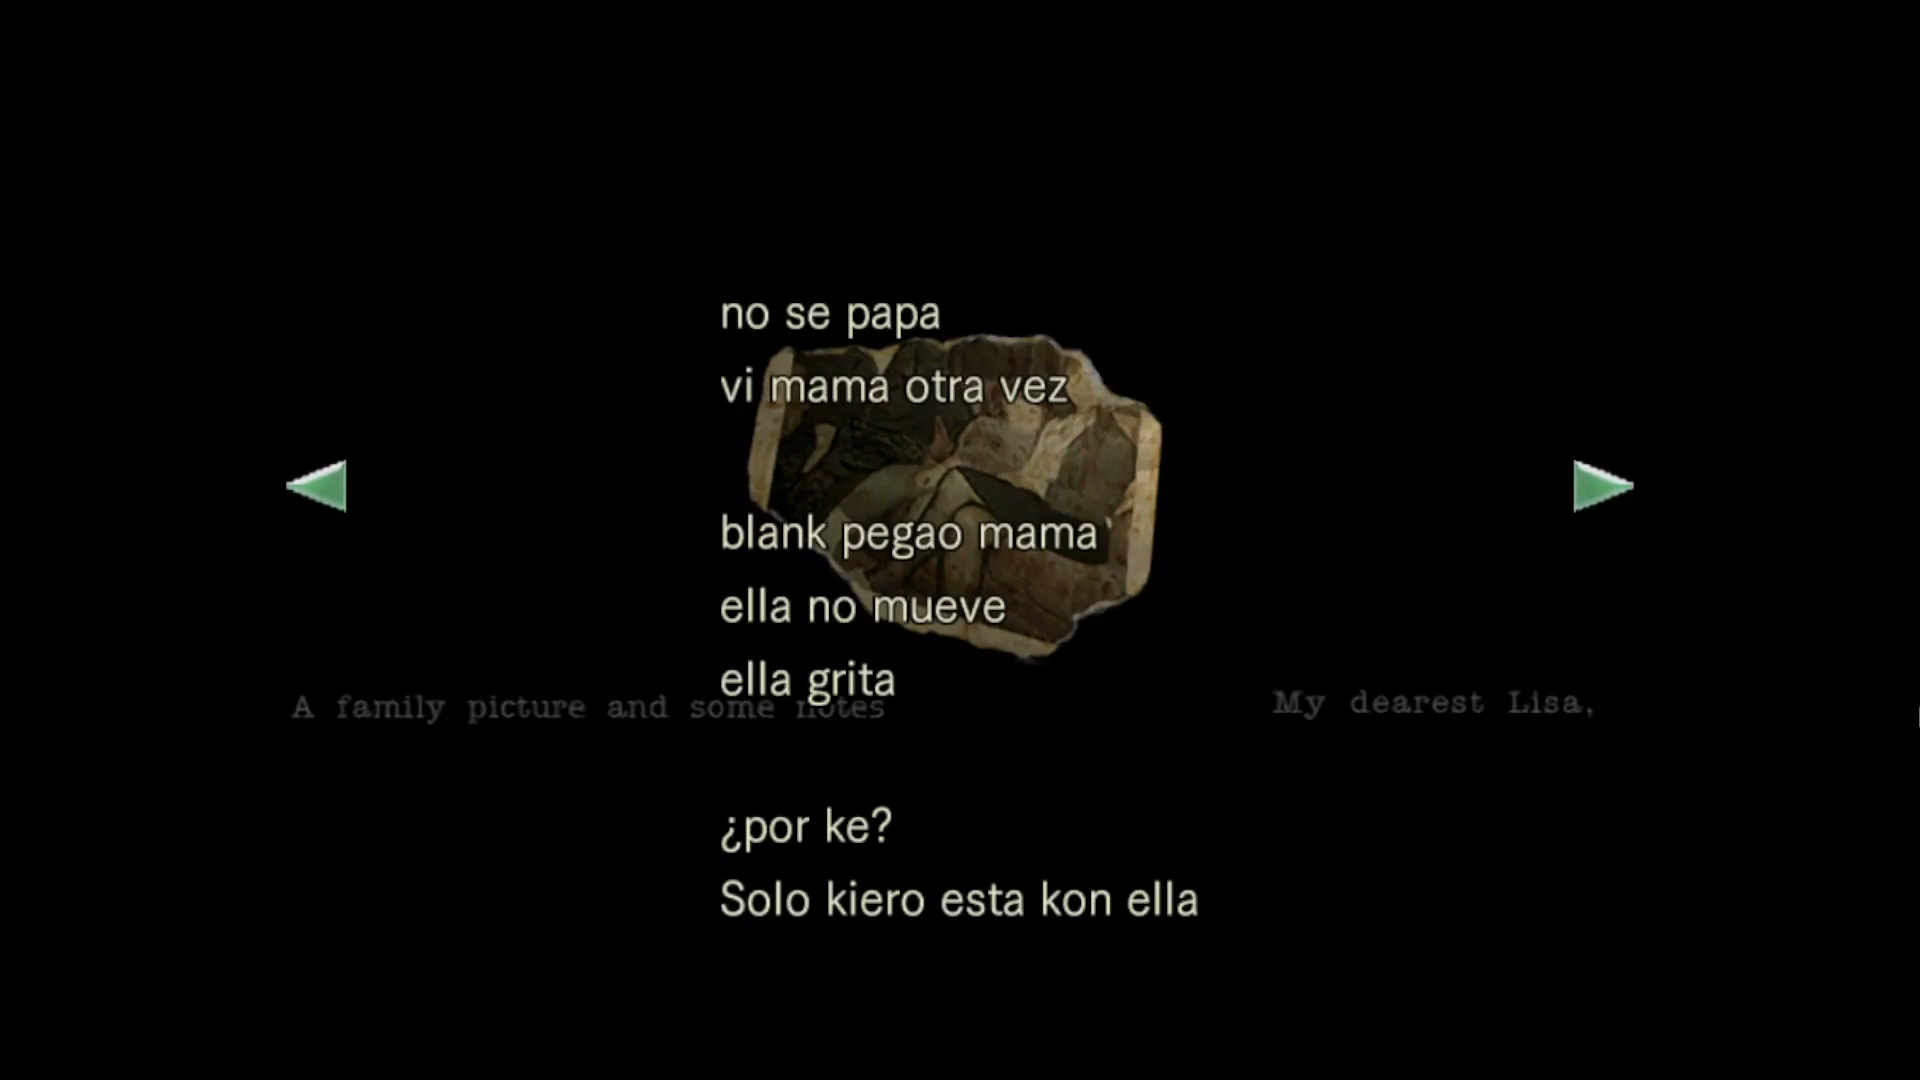 no se papa
vi mama otra vez
blank pegao mama
ella no mueve
ella grita
A family picture and some notes
My dearest Lisa,
¿por ke?
Solo kiero esta kon ella